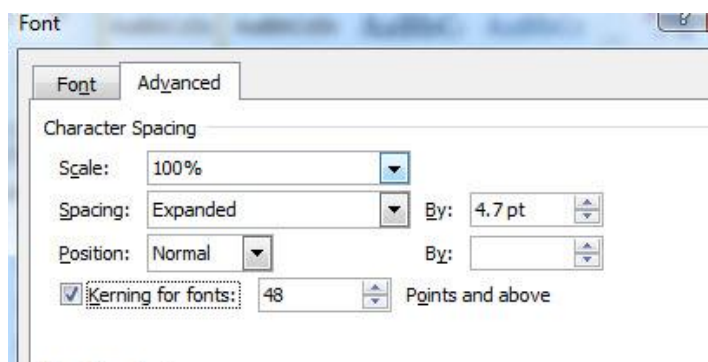 Font
Font Advanced
Character Spacing
Scale: 100%
Spacing: Expanded By: 4.7 pt
Position: Normal By:
Kerning for fonts: 48 Points and above